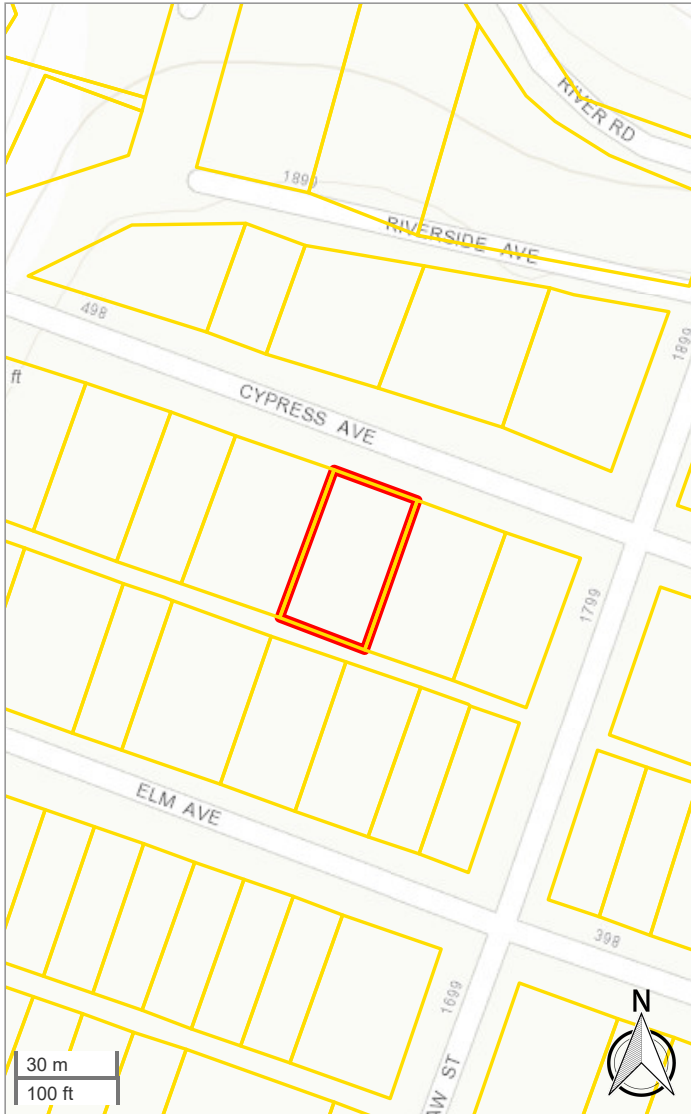 RIVER RD
1899
RIVERSIDE AVE
498
1899
ft
CYPRESS AVE
1799
ELM AVE
398
1699
N
30 m
100 ft
AW ST